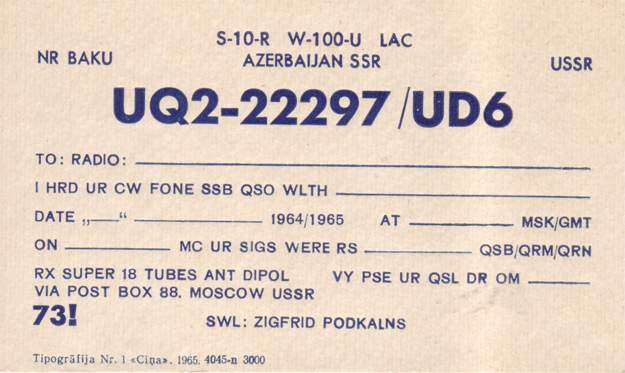 S-10-R W-100-U LAC
NR BAKU AZERBAIJAN SSR USSR
UQ2-22297/UD6
TO: RADIO:
I HRD UR CW FONE SSB QSO WLTH
DATE „—“ 1964/1965 AT MSK/GMT
ON MC UR SIGS WERE RS QSB/QRM/QRN
RX SUPER 18 TUBES ANT DIPOL VY PSE UR QSL DR OM
VIA POST BOX 88. MOSCOW USSR
73! SWL: ZIGFRID PODKALNS
Tipogrāfija Nr. 1 «Cīņa». 1965. 4045-n 3000